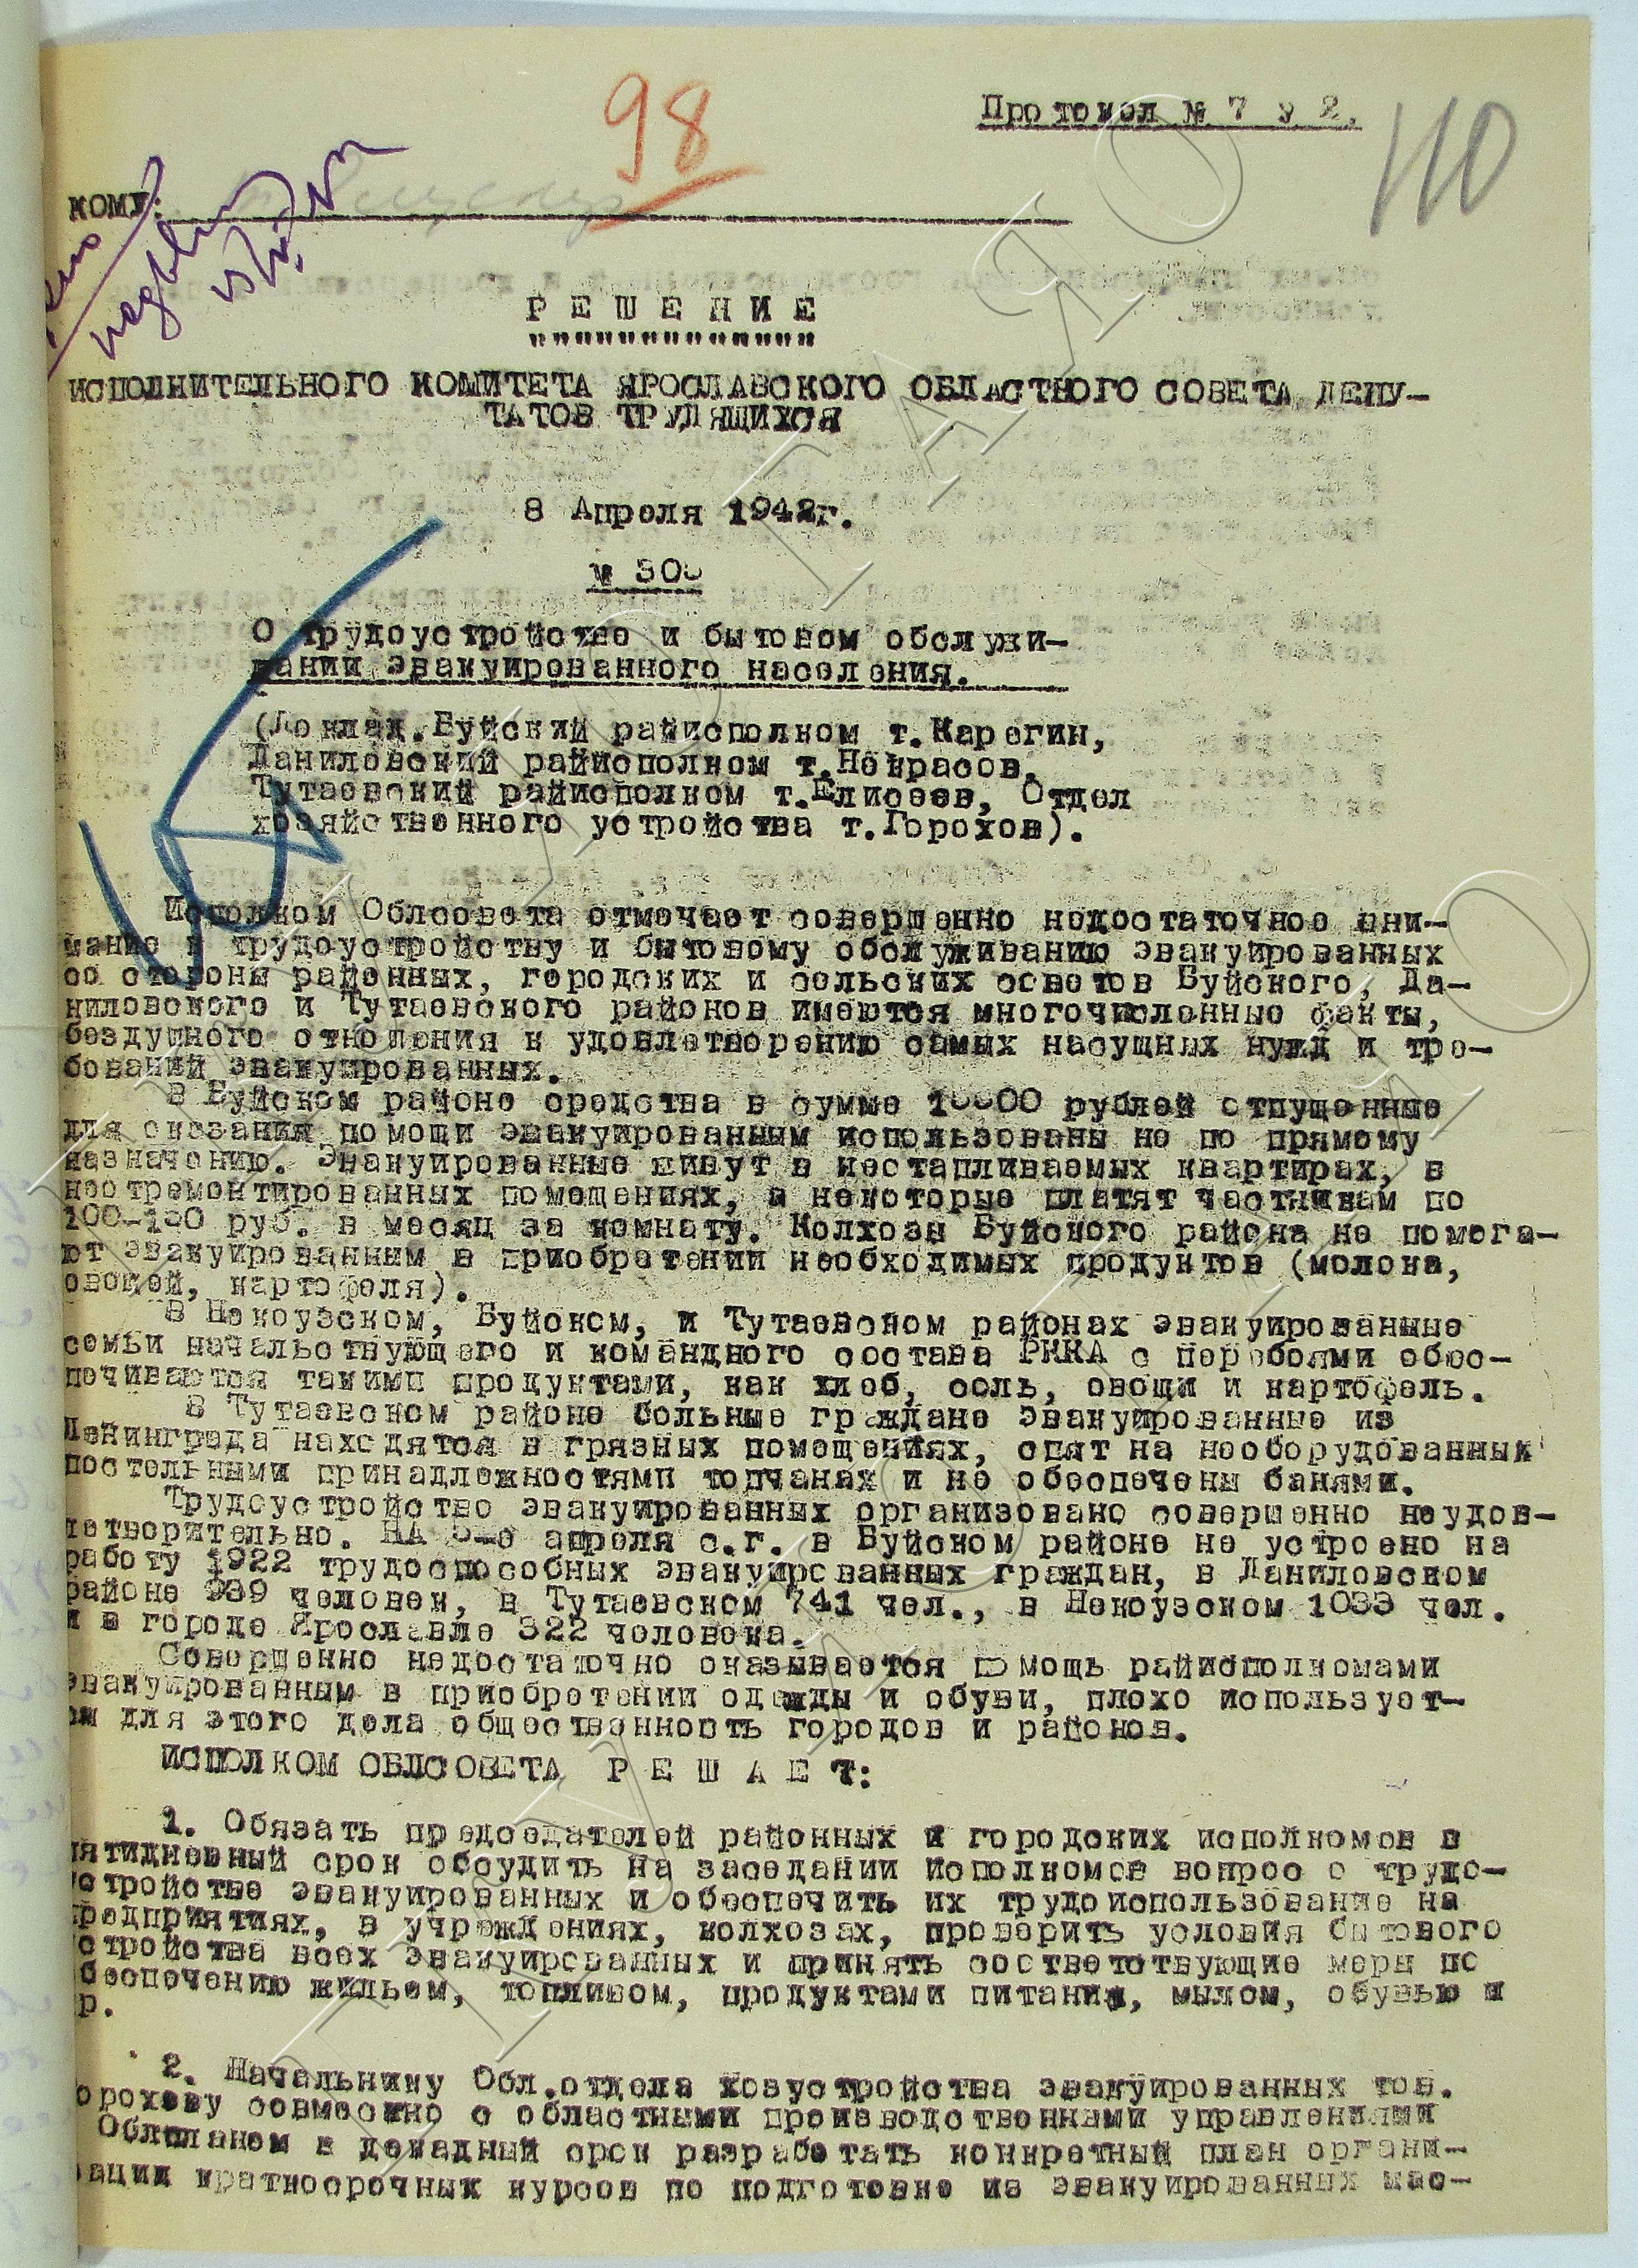 98
Протокол № 7 § 2.
110
КОМУ:
Р Е Ш Е Н И Е
ИСПОЛНИТЕЛЬНОГО КОМИТЕТА ЯРОСЛАВСКОГО ОБЛАСТНОГО СОВЕТА ДЕПУ-
ТАТОВ ТРУДЯЩИХСЯ
8 Апреля 1942г.
О трудоустройстве и бытовом обслужи-
вании эвакуированного населения.
(Доклад.Буйский райисполком т.Карегин,
Даниловский райисполком т.Некрасов,
Тутаевский райисполком т.Елисеев, Отдел
хозяйственного устройства т.Горохов).
Исполком Облсовета отмечает совершенно недостаточное вни-
мание к трудоустройству и бытовому обслуживанию эвакуированных
со стороны районных, городских и сельских советов Буйского, Да-
ниловского и Тутаевского районов имеются многочисленные факты,
бездушного отношения к удовлетворению самых насущных нужд и тре-
бований эвакуированных.
В Буйском районе средства в сумме рублей отпущенные
для оказания помощи эвакуированным использованы не по прямому
назначению. Эвакуированные живут в неотапливаемых квартирах, в
неотремонтированных помещениях, а некоторые платят частникам по
руб. в месяц за комнату. Колхозы Буйского района не помога-
ют эвакуированным в приобретении необходимых продуктов (молока,
овощей, картофеля).
В Некоузском, Буйском, и Тутаевском районах эвакуированные
семьи начальствующего и командного состава РККА с перебоями обес-
печиваются такими продуктами, как хлеб, соль, овощи и картофель.
В Тутаевском районе больные граждане эвакуированные из
Ленинграда находятся в грязных помещениях, спят на необорудованных
постельными принадлежностями топчанах и не обеспечены банями.
Трудоустройство эвакуированных организовано совершенно неудов-
летворительно. НА апреля с.г. в Буйском районе не устроено на
работу 1922 трудоспособных эвакуированных граждан, в Даниловском
районе 939 человек, в Тутаевском 741 чел., в Некоузском 1033 чел.
и в городе Ярославле 322 человека.
Совершенно недостаточно оказывается помощь райисполкомами
эвакуированным в приобретении одежды и обуви, плохо использует-
ся для этого дела общественность городов и районов.
ИСПОЛКОМ ОБЛСОВЕТА Р Е Ш А Е Т:
1. Обязать председателей районных и городских исполкомов в
пятидневный срок обсудить на заседании исполкомов вопрос о трудо-
устройстве эвакуированных и обеспечить их трудоиспользование на
предприятиях, в учреждениях, колхозах, проверить условия бытового
устройства всех эвакуированных и принять соответствующие меры по
беспечению жильем, топливом, продуктами питания, мылом, обувью и
р.
2. Начальнику Обл.отдела хозустройства эвакуированных тов.
орохову совместно с областными производственными управлениями
Облпланом в декадный срок разработать конкретный план органи-
зации краткосрочных курсов по подготовке из эвакуированных мас-
ГАЯО